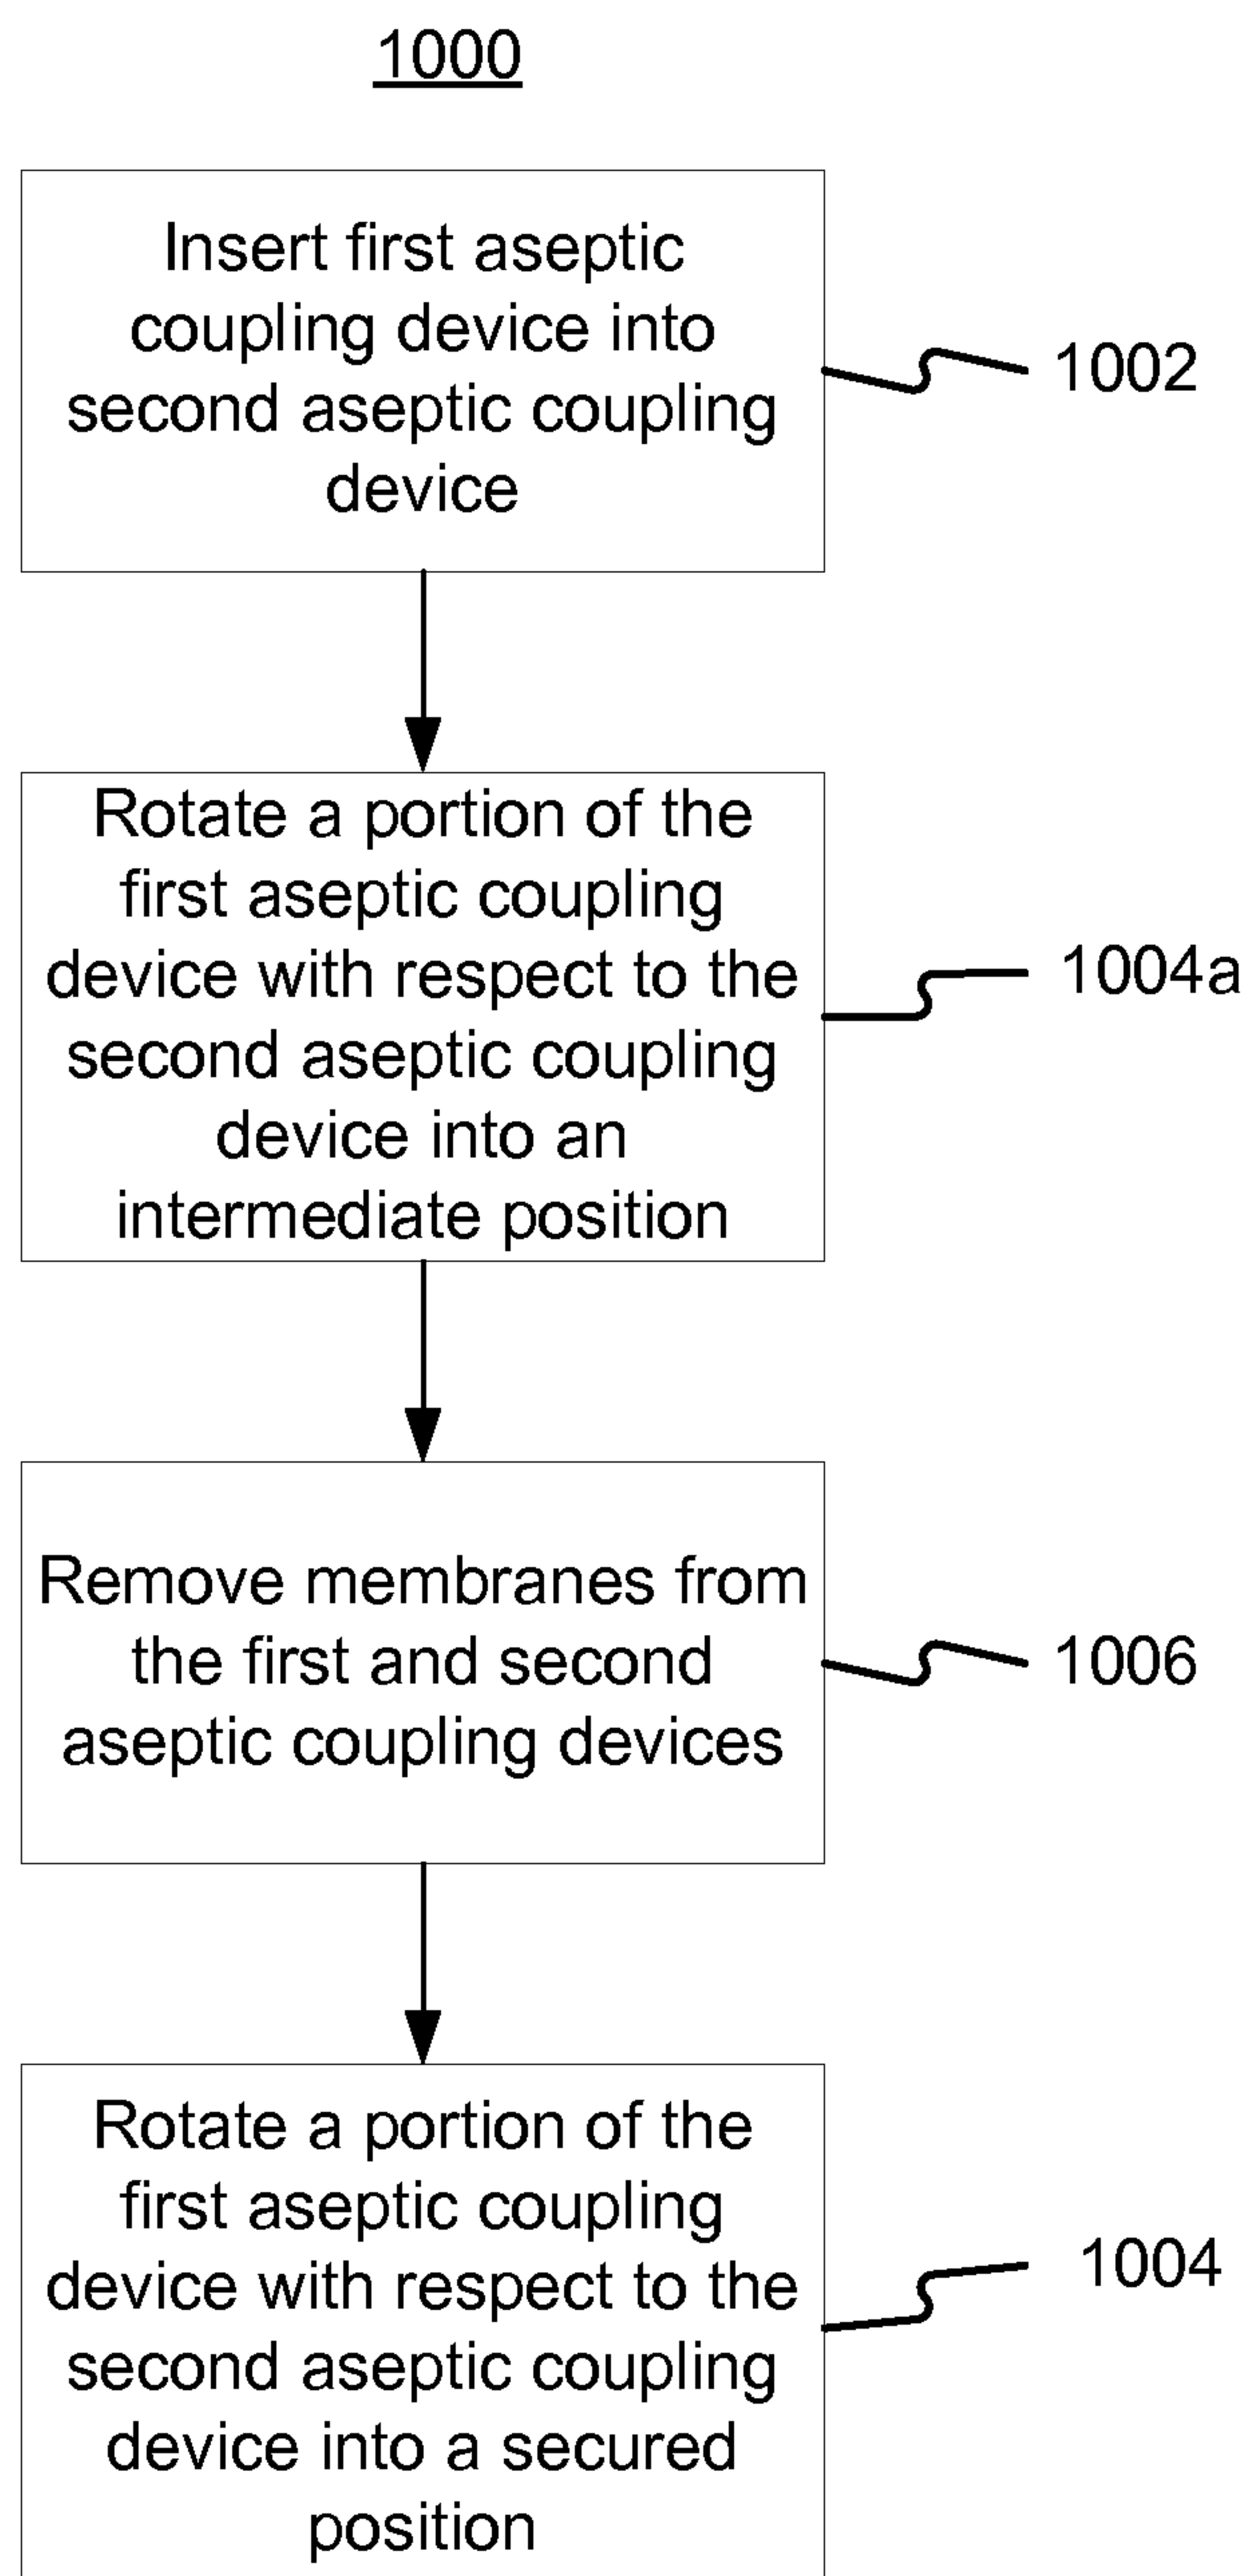 1000
Insert first aseptic
coupling device into
second aseptic coupling
device
1002
Rotate a portion of the
first aseptic coupling
device with respect to the
second aseptic coupling
device into an
intermediate position
1004a
Remove membranes from
the first and second
aseptic coupling devices
1006
Rotate a portion of the
first aseptic coupling
device with respect to the
second aseptic coupling
device into a secured
position
1004